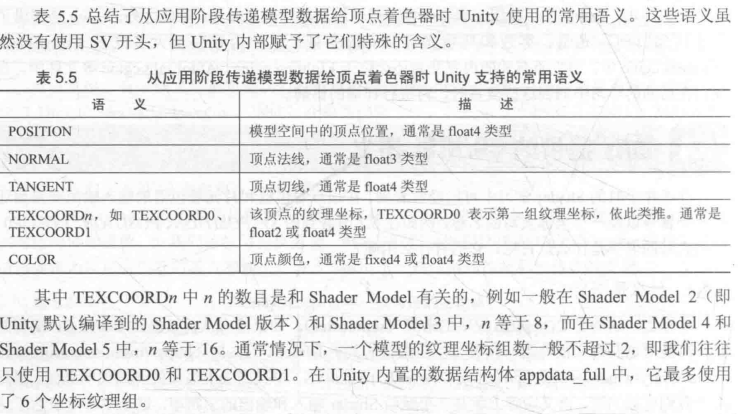 表 5.5 总结了从应用阶段传递模型数据给顶点着色器时 Unity 使用的常用语义。这些语义虽
然没有使用 SV 开头，但 Unity 内部赋予了它们特殊的含义。
表 5.5 从应用阶段传递模型数据给顶点着色器时 Unity 支持的常用语义
语 义 描 述
POSITION 模型空间中的顶点位置，通常是 float4 类型
NORMAL 顶点法线，通常是 float3 类型
TANGENT 顶点切线，通常是 float4 类型
TEXCOORDn，如 TEXCOORD0、 该顶点的纹理坐标，TEXCOORD0 表示第一组纹理坐标，依此类推。通常是
TEXCOORD1 float2 或 float4 类型
COLOR 顶点颜色，通常是 fixed4 或 float4 类型
其中 TEXCOORDn 中 n 的数目是和 Shader Model 有关的，例如一般在 Shader Model 2（即
Unity 默认编译到的 Shader Model 版本）和 Shader Model 3 中，n 等于 8，而在 Shader Model 4 和
Shader Model 5 中，n 等于 16。通常情况下，一个模型的纹理坐标组数一般不超过 2，即我们往往
只使用 TEXCOORD0 和 TEXCOORD1。在 Unity 内置的数据结构体 appdata_full 中，它最多使用
了 6 个坐标纹理组。